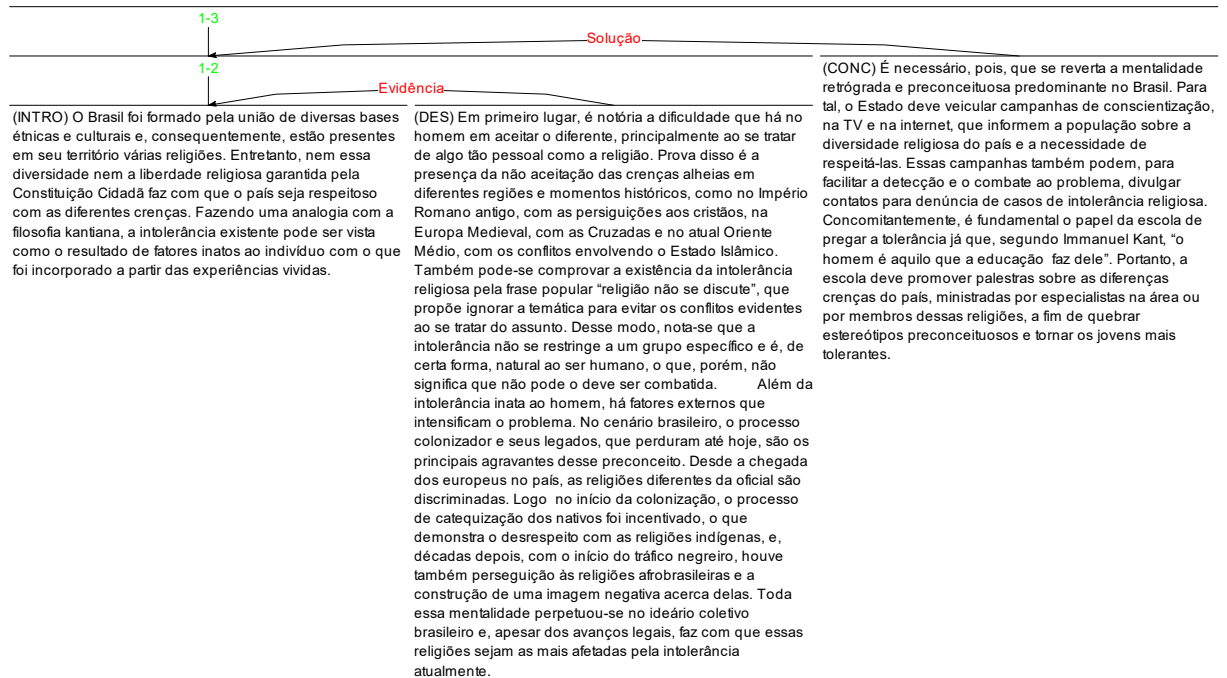 1-3
Solução
1-2
Evidência
(INTRO) O Brasil foi formado pela união de diversas bases
étnicas e culturais e, consequentemente, estão presentes
em seu território várias religiões. Entretanto, nem essa
diversidade nem a liberdade religiosa garantida pela
Constituição Cidadã faz com que o país seja respeitoso
com as diferentes crenças. Fazendo uma analogia com a
filosofia kantiana, a intolerância existente pode ser vista
como o resultado de fatores inatos ao indivíduo com o que
foi incorporado a partir das experiências vividas.
(DES) Em primeiro lugar, é notória a dificuldade que há no
homem em aceitar o diferente, principalmente ao se tratar
de algo tão pessoal como a religião. Prova disso é a
presença da não aceitação das crenças alheias em
diferentes regiões e momentos históricos, como no Império
Romano antigo, com as persiguições aos cristãos, na
Europa Medieval, com as Cruzadas e no atual Oriente
Médio, com os conflitos envolvendo o Estado Islâmico.
Também pode-se comprovar a existência da intolerância
religiosa pela frase popular “religião não se discute”, que
propõe ignorar a temática para evitar os conflitos evidentes
ao se tratar do assunto. Desse modo, nota-se que a
intolerância não se restringe a um grupo específico e é, de
certa forma, natural ao ser humano, o que, porém, não
significa que não pode o deve ser combatida. Além da
intolerância inata ao homem, há fatores externos que
intensificam o problema. No cenário brasileiro, o processo
colonizador e seus legados, que perduram até hoje, são os
principais agravantes desse preconceito. Desde a chegada
dos europeus no país, as religiões diferentes da oficial são
discriminadas. Logo no início da colonização, o processo
de catequização dos nativos foi incentivado, o que
demonstra o desrespeito com as religiões indígenas, e,
décadas depois, com o início do tráfico negreiro, houve
também perseguição às religiões afrobrasileiras e a
construção de uma imagem negativa acerca delas. Toda
essa mentalidade perpetuou-se no ideário coletivo
brasileiro e, apesar dos avanços legais, faz com que essas
religiões sejam as mais afetadas pela intolerância
atualmente.
(CONC) É necessário, pois, que se reverta a mentalidade
retrógrada e preconceituosa predominante no Brasil. Para
tal, o Estado deve veicular campanhas de conscientização,
na TV e na internet, que informem a população sobre a
diversidade religiosa do país e a necessidade de
respeitá-las. Essas campanhas também podem, para
facilitar a detecção e o combate ao problema, divulgar
contatos para denúncia de casos de intolerância religiosa.
Concomitantemente, é fundamental o papel da escola de
pregar a tolerância já que, segundo Immanuel Kant, “o
homem é aquilo que a educação faz dele”. Portanto, a
escola deve promover palestras sobre as diferenças
crenças do país, ministradas por especialistas na área ou
por membros dessas religiões, a fim de quebrar
estereótipos preconceituosos e tornar os jovens mais
tolerantes.